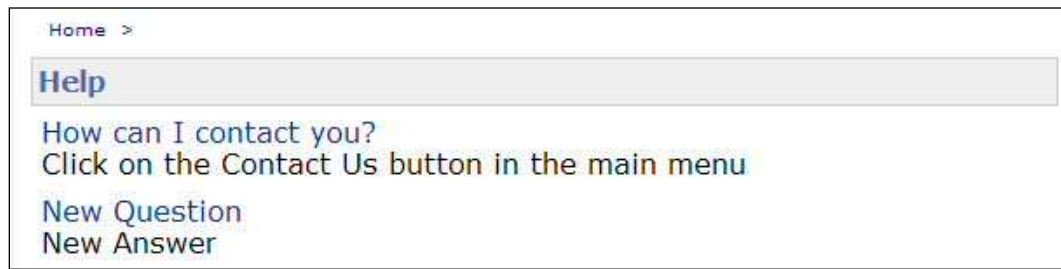 Home >
Help
How can I contact you?
Click on the Contact Us button in the main menu
New Question
New Answer